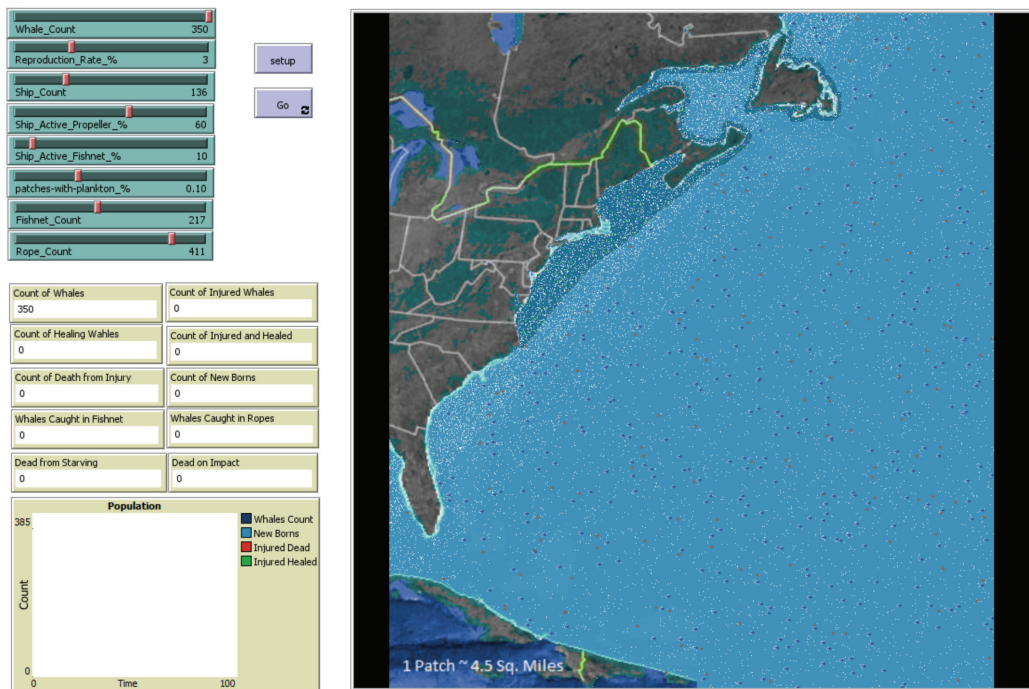 Whale_Count 350
Reproduction_Rate_% 3
Ship_Count 136
Ship_Active_Propeller_% 60
Ship_Active_Fishnet_% 10
patches-with-plankton_% 0.10
Fishnet_Count 217
Rope_Count 411
setup
Go
Count of Whales
350
Count of Injured Whales
0
Count of Healing Wahles
0
Count of Injured and Healed
0
Count of Death from Injury
0
Count of New Borns
0
Whales Caught in Fishnet
0
Whales Caught in Ropes
0
Dead from Starving
0
Dead on Impact
0
Population
385
Count
0
0 Time 100
Whales Count
New Borns
Injured Dead
Injured Healed
1 Patch ~ 4.5 Sq. Miles